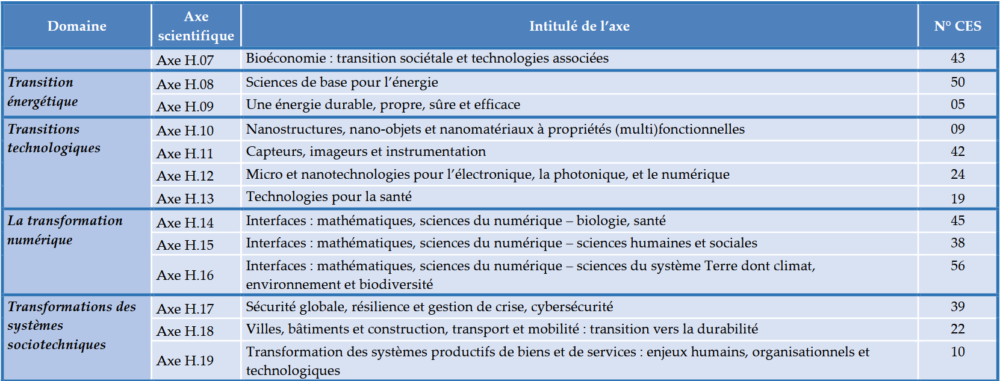 Domaine Axe scientifique Intitulé de l’axe N° CES
Axe H.07 Bioéconomie : transition sociétale et technologies associées 43
Transition énergétique
Axe H.08 Sciences de base pour l’énergie 50
Axe H.09 Une énergie durable, propre, sûre et efficace 05
Transitions technologiques
Axe H.10 Nanostructures, nano-objets et nanomatériaux à propriétés (multi)fonctionnelles 09
Axe H.11 Capteurs, imageurs et instrumentation 42
Axe H.12 Micro et nanotechnologies pour l’électronique, la photonique, et le numérique 24
Axe H.13 Technologies pour la santé 19
La transformation numérique
Axe H.14 Interfaces : mathématiques, sciences du numérique – biologie, santé 45
Axe H.15 Interfaces : mathématiques, sciences du numérique – sciences humaines et sociales 38
Axe H.16 Interfaces : mathématiques, sciences du numérique – sciences du système Terre dont climat,
environnement et biodiversité 56
Transformations des systèmes sociotechniques
Axe H.17 Sécurité globale, résilience et gestion de crise, cybersécurité 39
Axe H.18 Villes, bâtiments et construction, transport et mobilité : transition vers la durabilité 22
Axe H.19 Transformation des systèmes productifs de biens et de services : enjeux humains, organisationnels et
technologiques 10